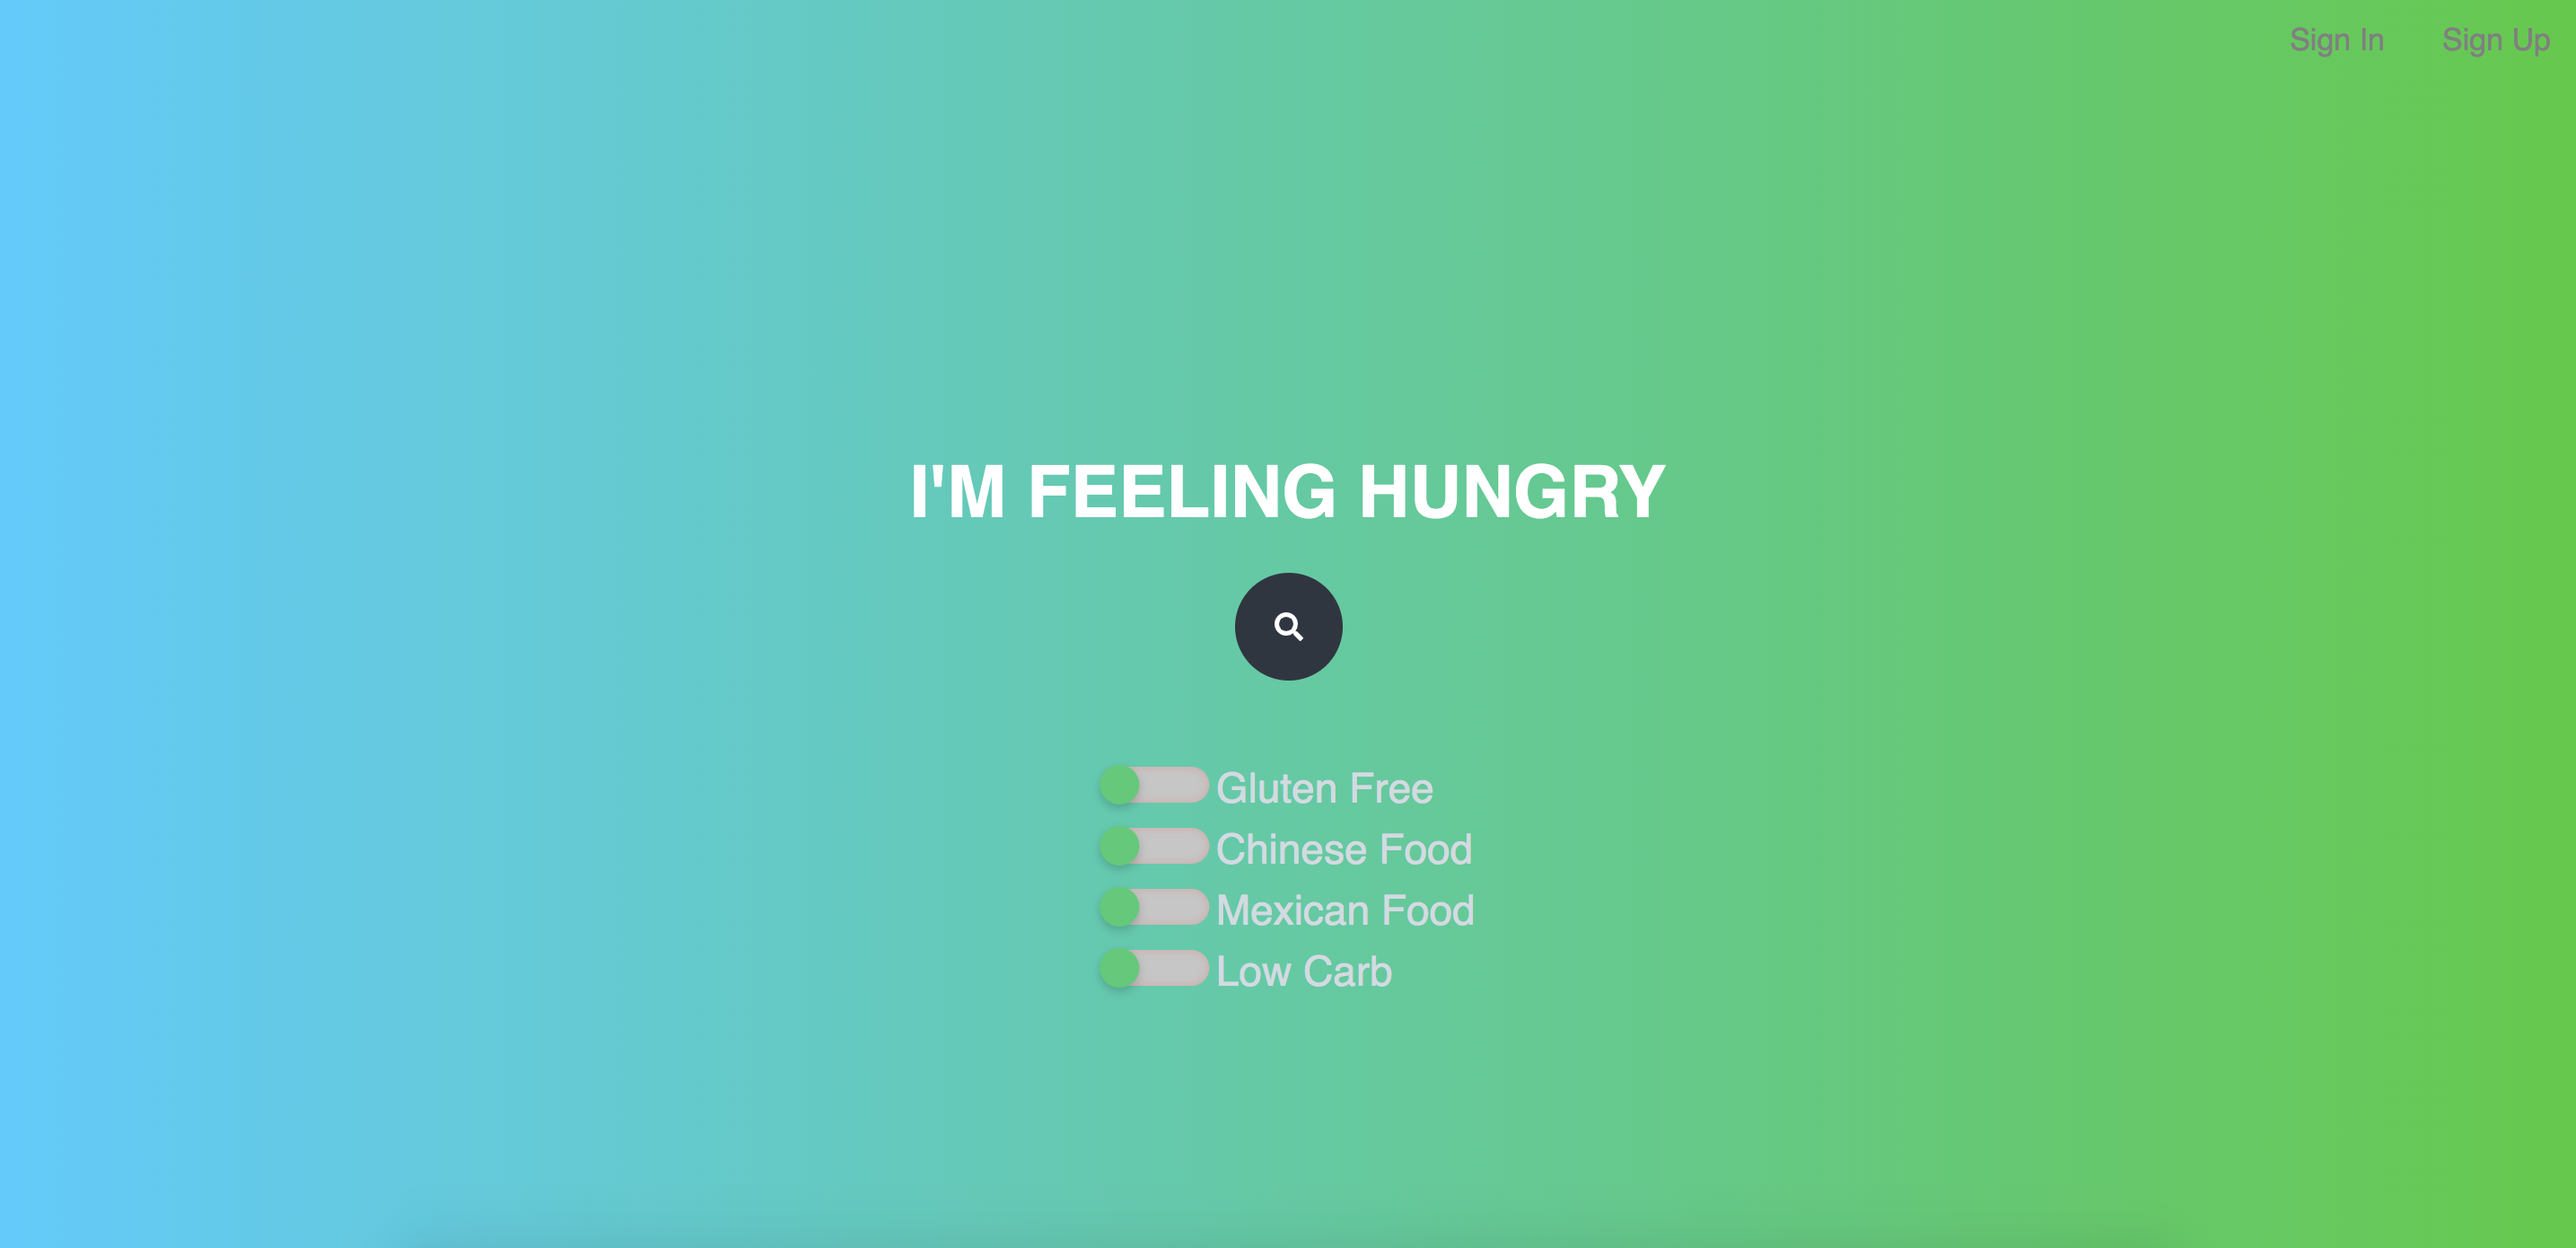 Sign In Sign Up
I'M FEELING HUNGRY
Gluten Free
Chinese Food
Mexican Food
Low Carb